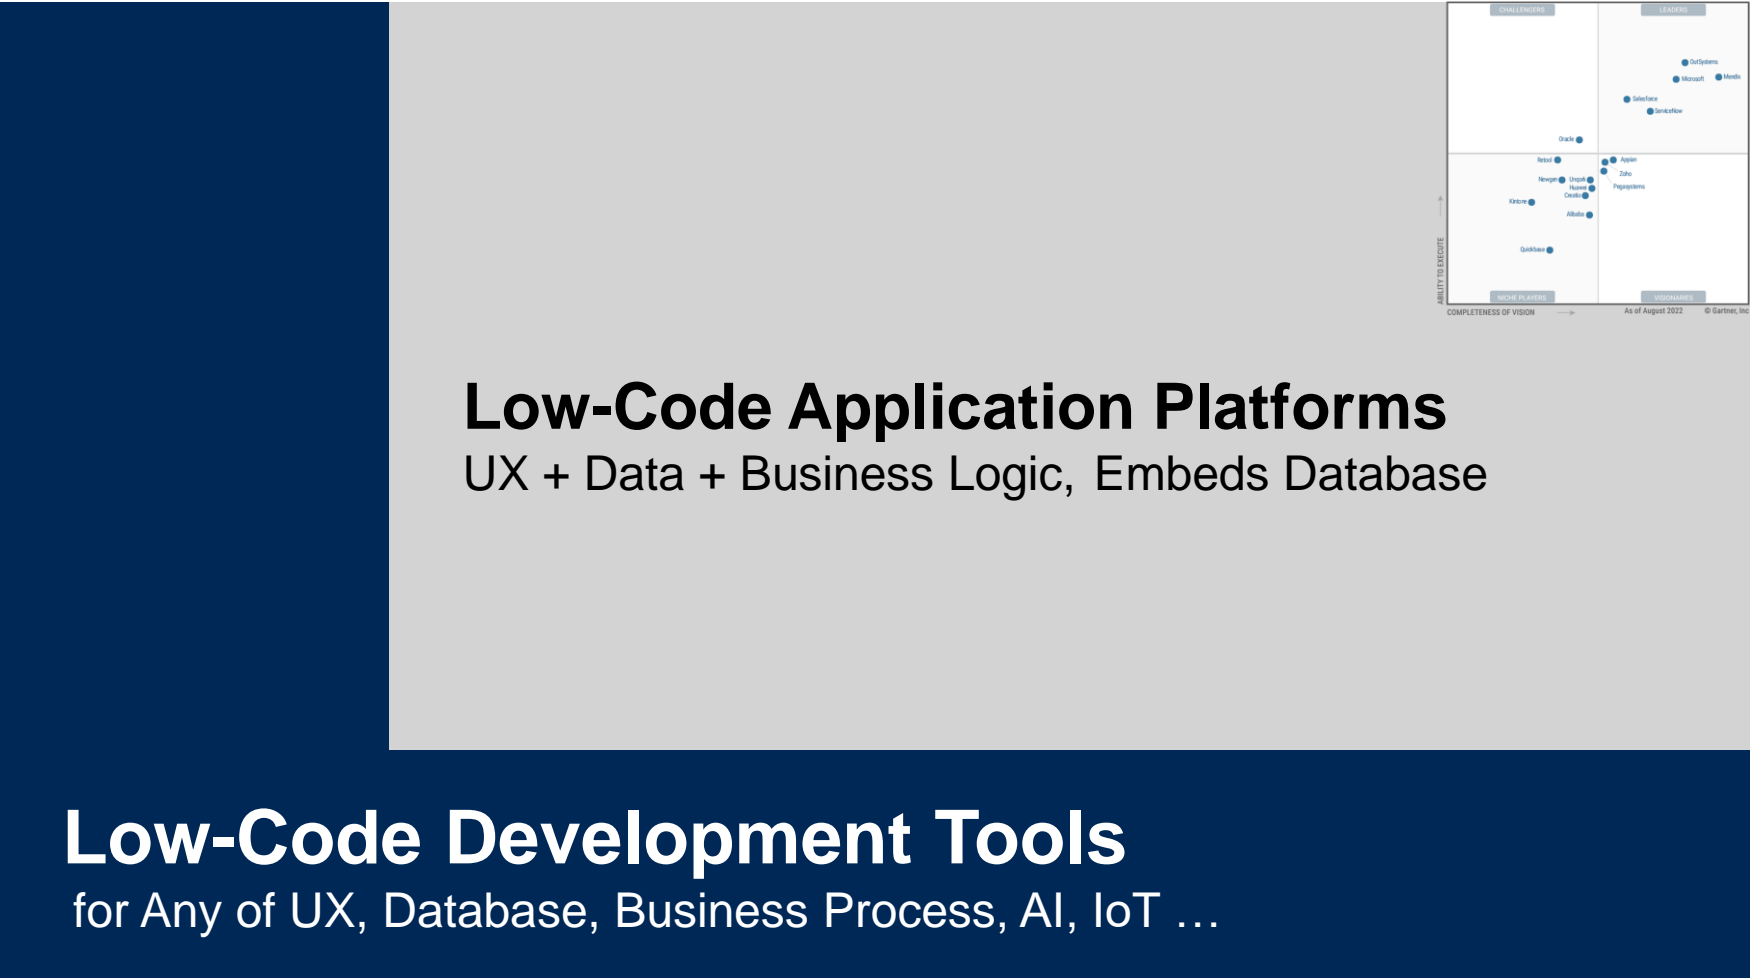 CHALLENGERS
LEADERS
OutSystems
Microsoft
Mendix
Salesforce
ServiceNow
Oracle
Retool
Appian
Zoho
Newgen
Unqork
Huawei
Pegasystems
Creatio
Kintone
Alibaba
Quickbase
ABILITY TO EXECUTE
NICHE PLAYERS
VISIONARIES
COMPLETENESS OF VISION
As of August 2022
© Gartner, Inc
Low-Code Application Platforms
UX + Data + Business Logic, Embeds Database
Low-Code Development Tools
for Any of UX, Database, Business Process, AI, IoT …